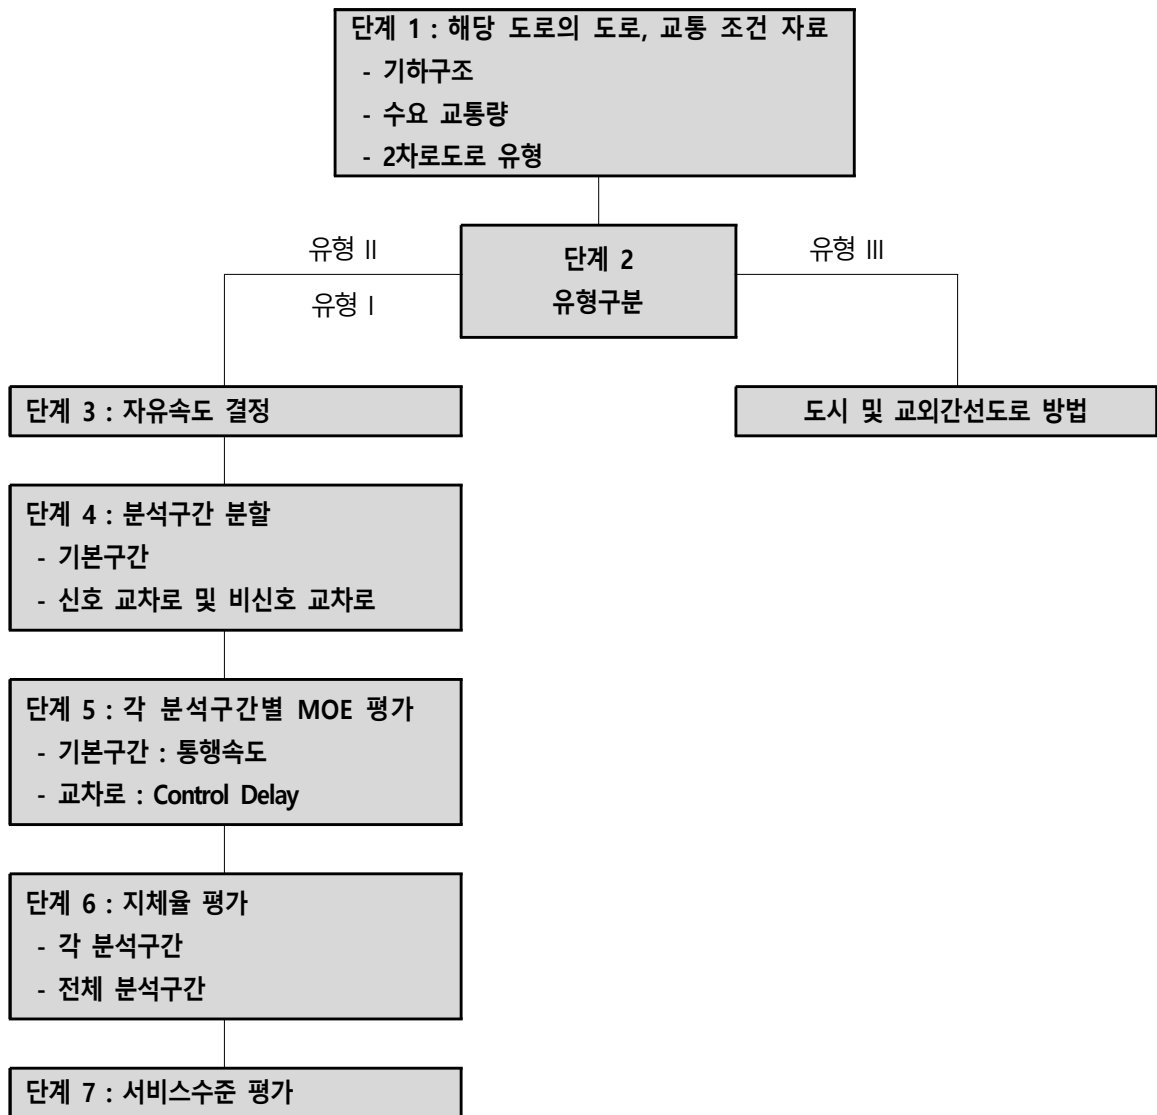 단계 1 : 해당 도로의 도로, 교통 조건 자료
- 기하구조
- 수요 교통량
- 2차로도로 유형
유형 II
유형 I
단계 2
유형구분
유형 III
단계 3 : 자유속도 결정
도시 및 교외간선도로 방법
단계 4 : 분석구간 분할
- 기본구간
- 신호 교차로 및 비신호 교차로
단계 5 : 각 분석구간별 MOE 평가
- 기본구간 : 통행속도
- 교차로 : Control Delay
단계 6 : 지체율 평가
- 각 분석구간
- 전체 분석구간
단계 7 : 서비스수준 평가